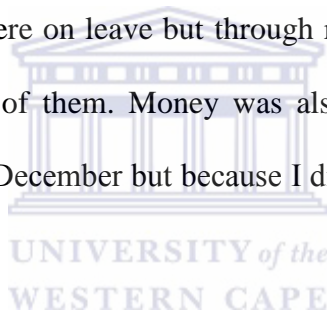 ere on leave but through
of them. Money was als
December but because I d
UNIVERSITY of the
WESTERN CAPE